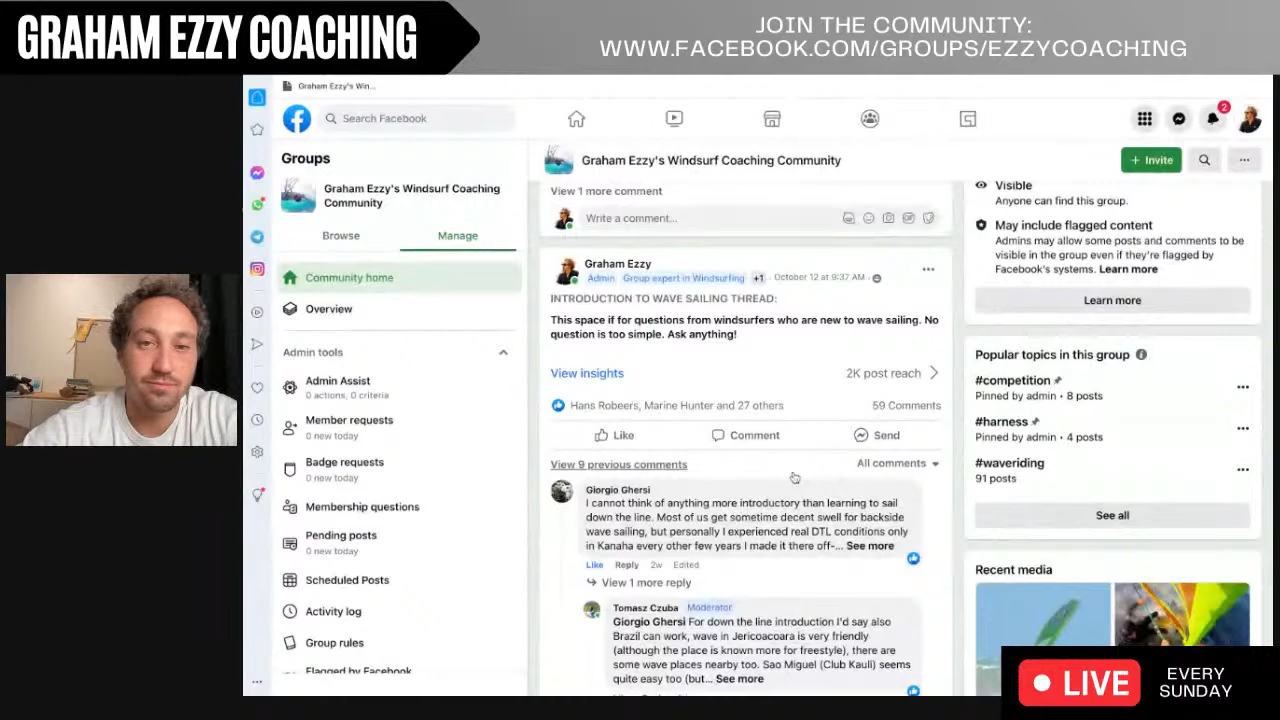 GRAHAM EZZY COACHING
JOIN THE COMMUNITY:
WWW.FACEBOOK.COM/GROUPS/EZZYCOACHING
Graham Ezzy's Win...
Search Facebook
2
Groups
Graham Ezzy's Windsurf Coaching
Community
Browse
Manage
Community home
Overview
Admin tools
Admin Assist
0 actions, 0 criteria
Member requests
0 new today
Badge requests
0 new today
Membership questions
Pending posts
0 new today
Scheduled Posts
Activity log
Group rules
Flagged by Facebook
Graham Ezzy's Windsurf Coaching Community
+ Invite
View 1 more comment
Write a comment...
GIF
Graham Ezzy
Admin Group expert in Windsurfing +1 · October 12 at 9:37 AM ·
INTRODUCTION TO WAVE SAILING THREAD:
This space if for questions from windsurfers who are new to wave sailing. No
question is too simple. Ask anything!
View insights
2K post reach
Hans Robeers, Marine Hunter and 27 others
59 Comments
Like
Comment
Send
View 9 previous comments
All comments
Giorgio Ghersi
I cannot think of anything more introductory than learning to sail
down the line. Most of us get sometime decent swell for backside
wave sailing, but personally I experienced real DTL conditions only
in Kanaha every other few years I made it there off-... See more
Like Reply 2w Edited
View 1 more reply
Tomasz Czuba Moderator
Giorgio Ghersi For down the line introduction I'd say also
Brazil can work, wave in Jericoacoara is very friendly
(although the place is known more for freestyle), there are
some wave places nearby too. Sao Miguel (Club Kauli) seems
quite easy too (but... See more
Visible
Anyone can find this group.
May include flagged content
Admins may allow some posts and comments to be
visible in the group even if they're flagged by
Facebook's systems. Learn more
Learn more
Popular topics in this group
#competition
Pinned by admin · 8 posts
#harness
Pinned by admin · 4 posts
#waveriding
91 posts
See all
Recent media
LIVE
EVERY
SUNDAY